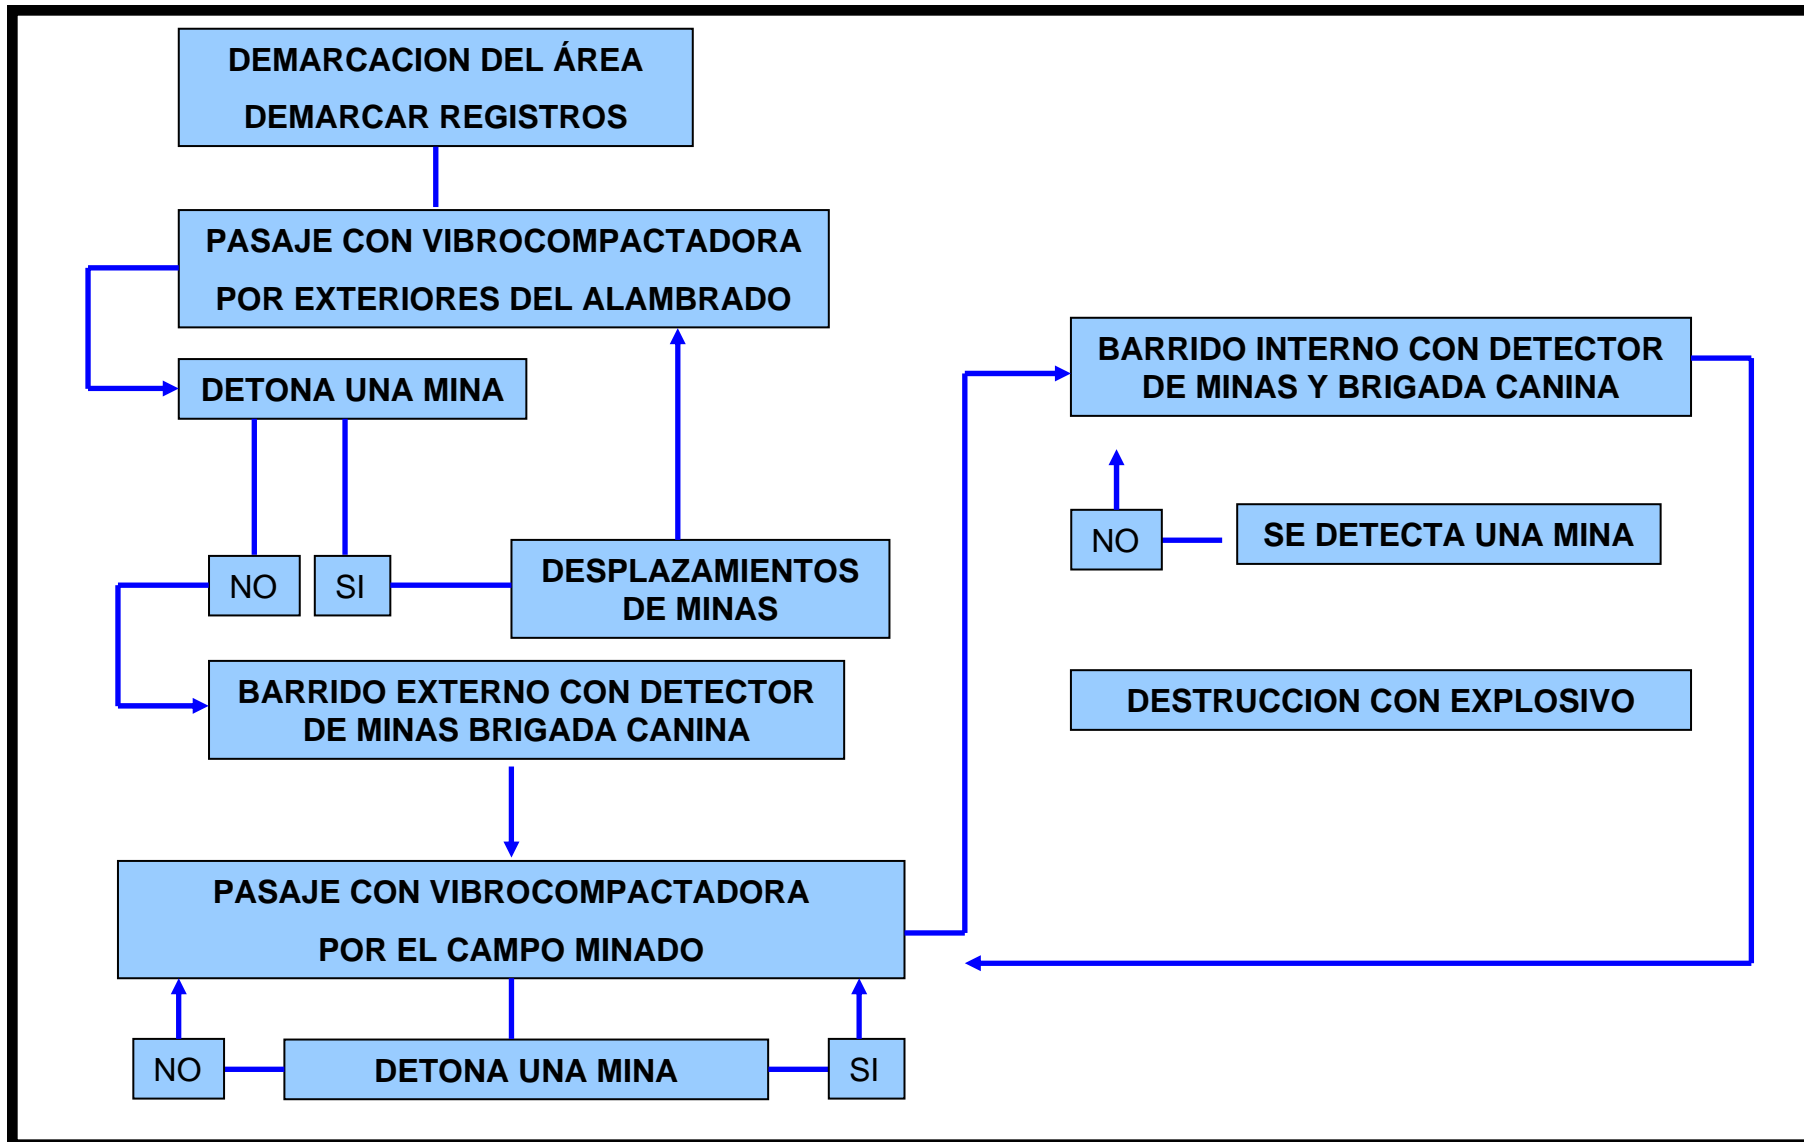 DEMARCACION DEL ÁREA
DEMARCAR REGISTROS
PASAJE CON VIBROCOMPACTADORA
POR EXTERIORES DEL ALAMBRADO
DETONA UNA MINA
NO
SI
DESPLAZAMIENTOS
DE MINAS
BARRIDO EXTERNO CON DETECTOR
DE MINAS BRIGADA CANINA
PASAJE CON VIBROCOMPACTADORA
POR EL CAMPO MINADO
NO
DETONA UNA MINA
SI
BARRIDO INTERNO CON DETECTOR
DE MINAS Y BRIGADA CANINA
NO
SE DETECTA UNA MINA
DESTRUCCION CON EXPLOSIVO